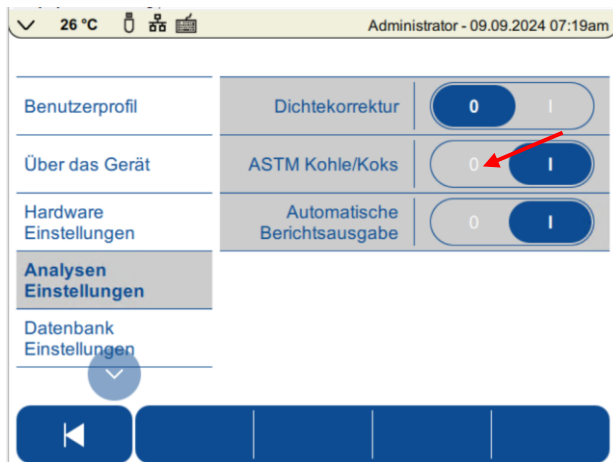 26 °C
Administrator - 09.09.2024 07:19am
Benutzerprofil
Dichtekorrektur
0 I
Über das Gerät
ASTM Kohle/Koks
0 I
Hardware
Einstellungen
Automatische
Berichtsausgabe
0 I
Analysen
Einstellungen
Datenbank
Einstellungen